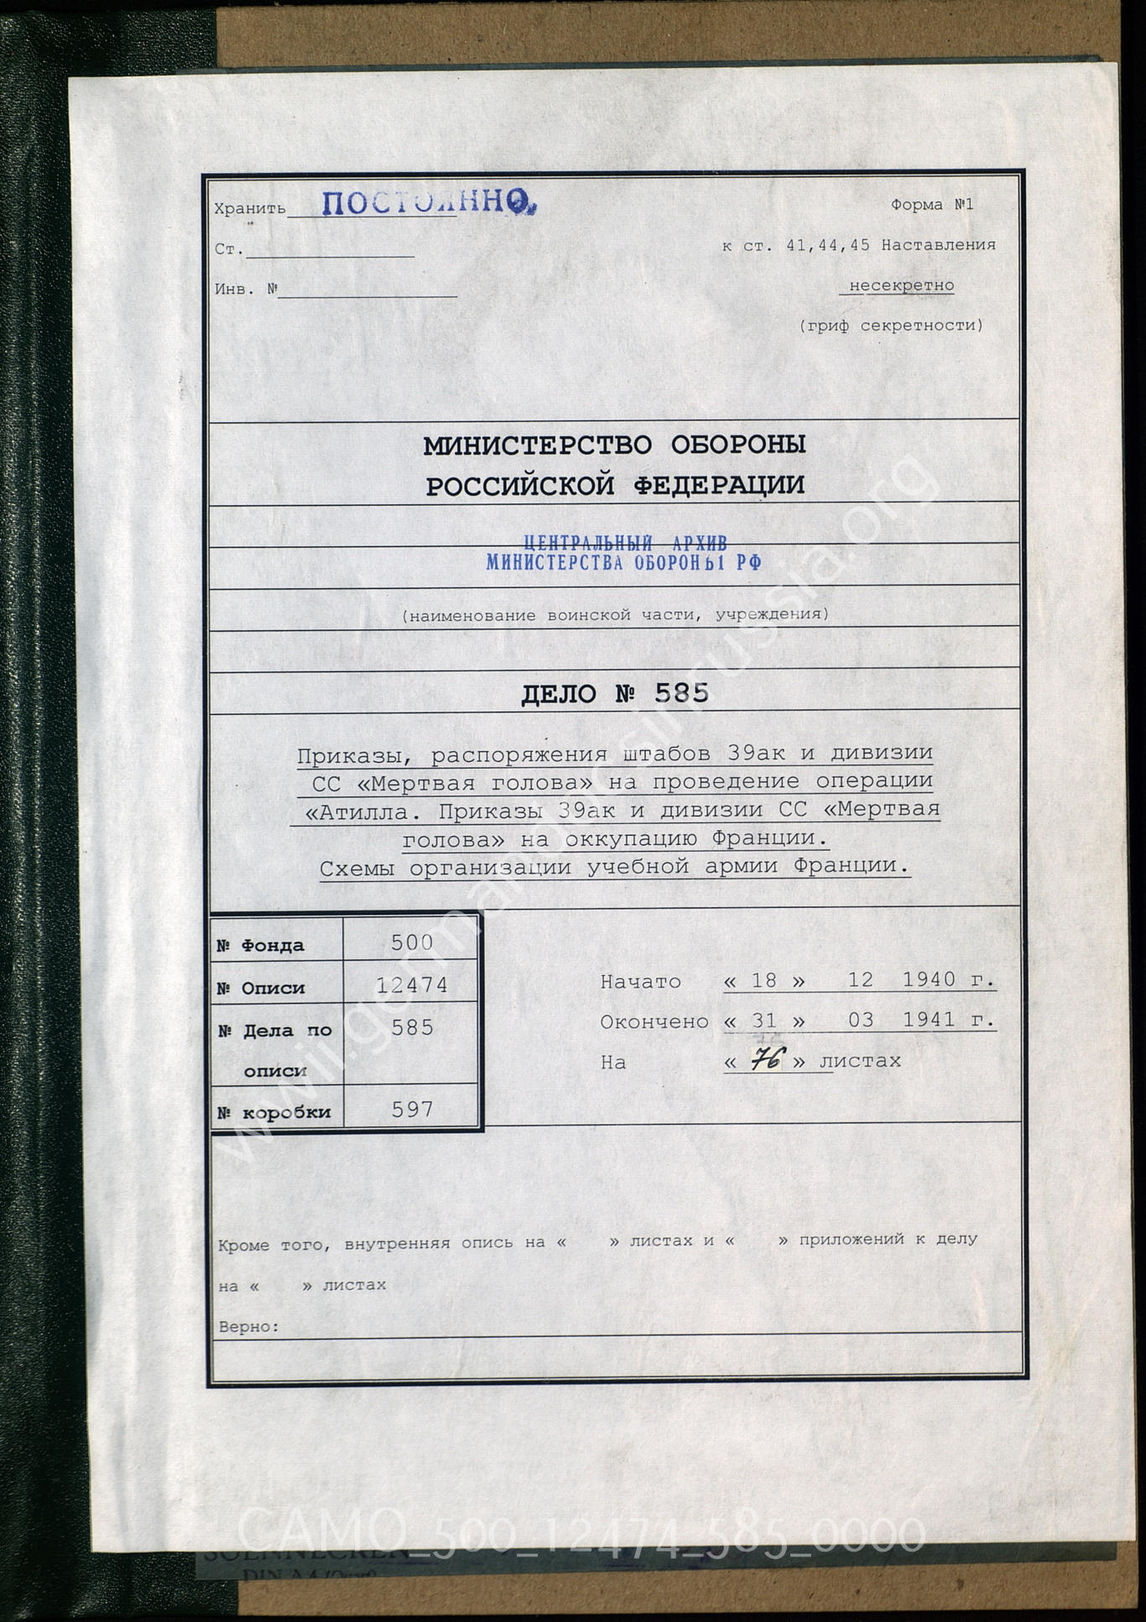 Хранить ПОСТОЯННО
Форма №1
Ст.
к ст. 41,44,45 Наставления
Инв. №
несекретно
(гриф секретности)
МИНИСТЕРСТВО ОБОРОНЫ
РОССИЙСКОЙ ФЕДЕРАЦИИ
ЦЕНТРАЛЬНЫЙ АРХИВ
МИНИСТЕРСТВА ОБОРОНЫ РФ
(наименование воинской части, учреждения)
ДЕЛО № 585
Приказы, распоряжения штабов 39ак и дивизии
СС «Мертвая голова» на проведение операции
«Атилла. Приказы 39ак и дивизии СС «Мертвая
голова» на оккупацию Франции.
Схемы организации учебной армии Франции.
№ Фонда 500
№ Описи 12474
№ Дела по 585
описи
№ коробки 597
Начато « 18 » 12 1940 г.
Окончено « 31 » 03 1941 г.
На « 76 » листах
Кроме того, внутренняя опись на « » листах и « » приложений к делу
на « » листах
Верно:
wwii.germandocsinrussia.org
CAMO_500_12474_585_0000
SOENNECKEN